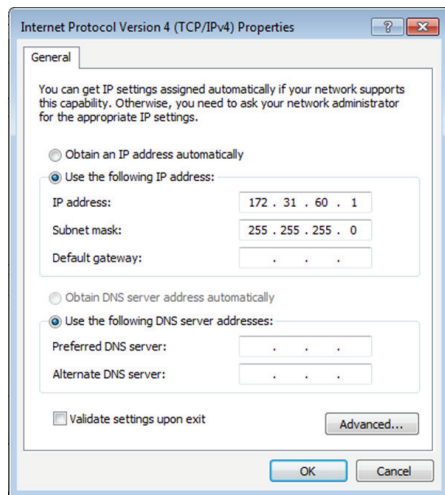 Internet Protocol Version 4 (TCP/IPv4) Properties
General
You can get IP settings assigned automatically if your network supports
this capability. Otherwise, you need to ask your network administrator
for the appropriate IP settings.
Obtain an IP address automatically
Use the following IP address:
IP address: 172 . 31 . 60 . 1
Subnet mask: 255 . 255 . 255 . 0
Default gateway: . . .
Obtain DNS server address automatically
Use the following DNS server addresses:
Preferred DNS server: . . .
Alternate DNS server: . . .
Validate settings upon exit
Advanced...
OK Cancel